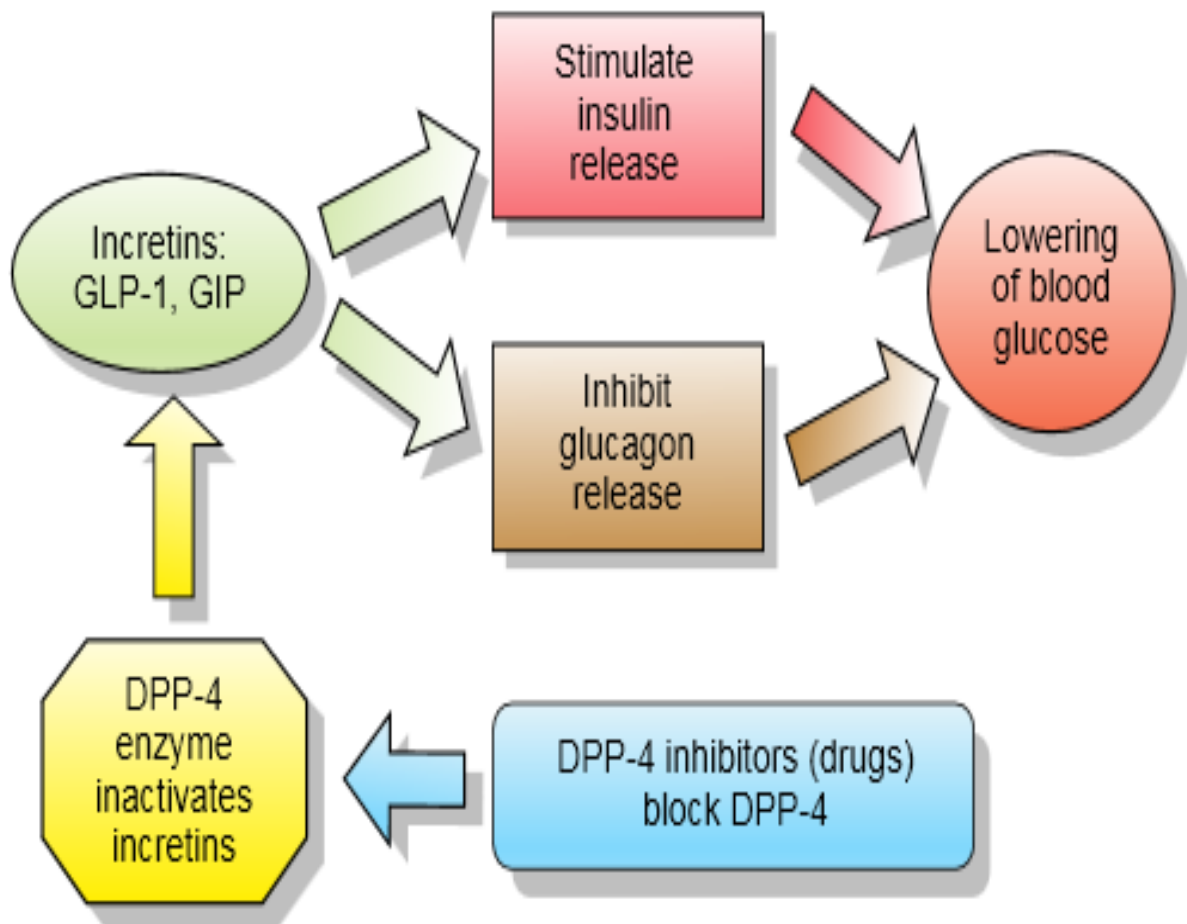 Stimulate
insulin
release
Incretins:
GLP-1, GIP
Lowering
of blood
glucose
Inhibit
glucagon
release
DPP-4
enzyme
inactivates
incretins
DPP-4 inhibitors (drugs)
block DPP-4